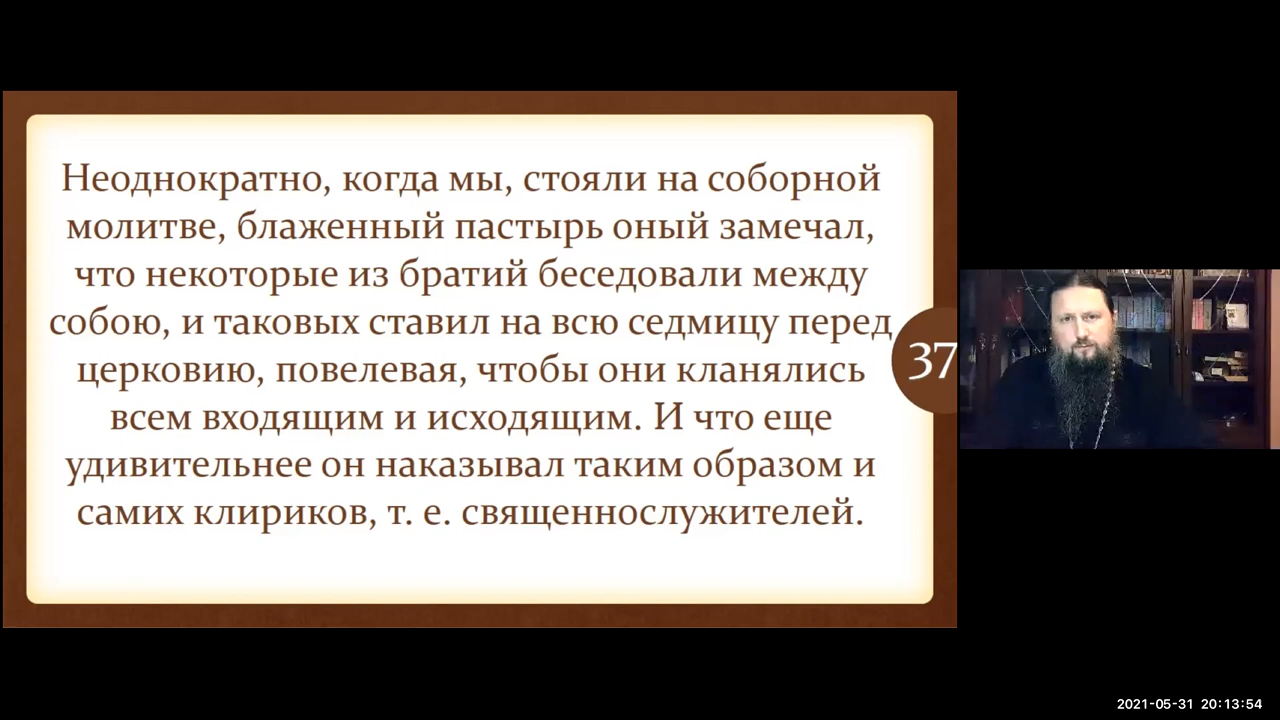 Неоднократно, когда мы, стояли на соборной
молитве, блаженный пастырь оный замечал,
что некоторые из братий беседовали между
собою, и таковых ставил на всю седмицу перед
церковию, повелевая, чтобы они кланялись
всем входящим и исходящим. И что еще
удивительнее он наказывал таким образом и
самих клириков, т. е. священнослужителей.
37
2021-05-31 20:13:54